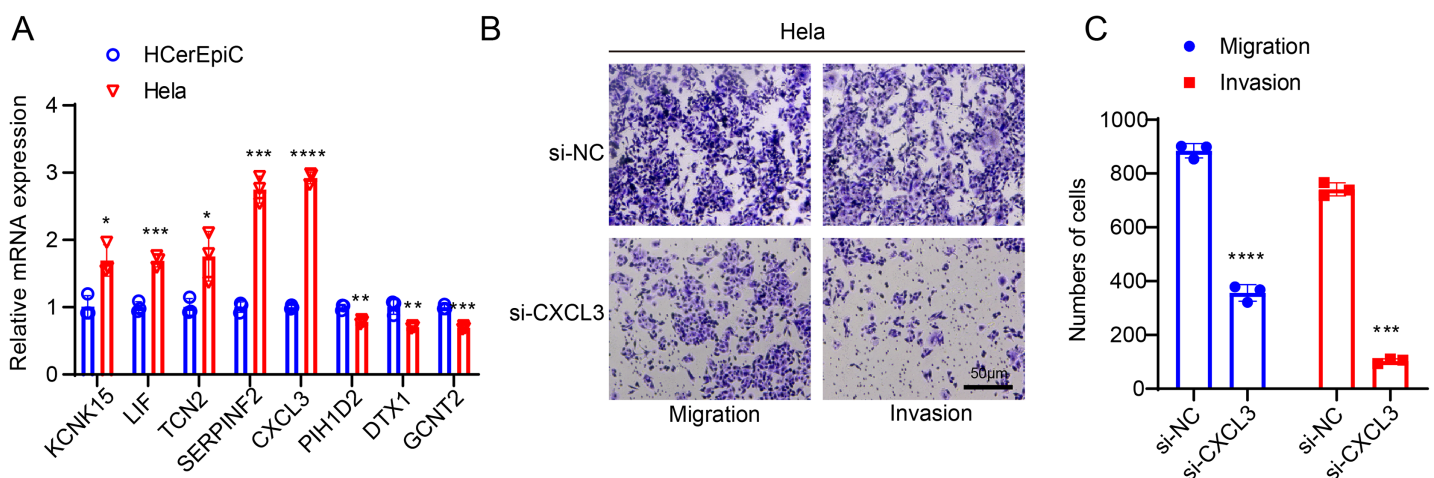 A
HCerEpiC
Hela
Relative mRNA expression
4
3
2
1
0
*
***
*
***
****
**
**
***
KCNK15
LIF
TCN2
SERPINF2
CXCL3
PIH1D2
DTX1
GCNT2
B
Hela
si-NC
si-CXCL3
50μm
Migration
Invasion
C
Migration
Invasion
Numbers of cells
1000
800
600
400
200
0
****
***
si-NC
si-CXCL3
si-NC
si-CXCL3